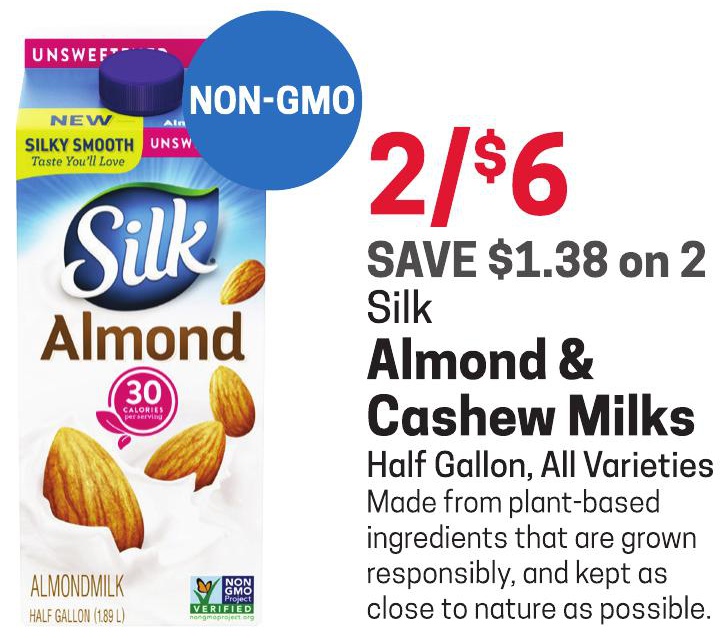 UNSWEETENED
NEW
SILKY SMOOTH
Taste You'll Love
UNSW
NON-GMO
Silk
Almond
30
CALORIES
per serving
ALMONDMILK
HALF GALLON (1.89 L)
NON
GMO
Project
VERIFIED
nongmoproject.org
2/$6
SAVE $1.38 on 2
Silk
Almond &
Cashew Milks
Half Gallon, All Varieties
Made from plant-based
ingredients that are grown
responsibly, and kept as
close to nature as possible.